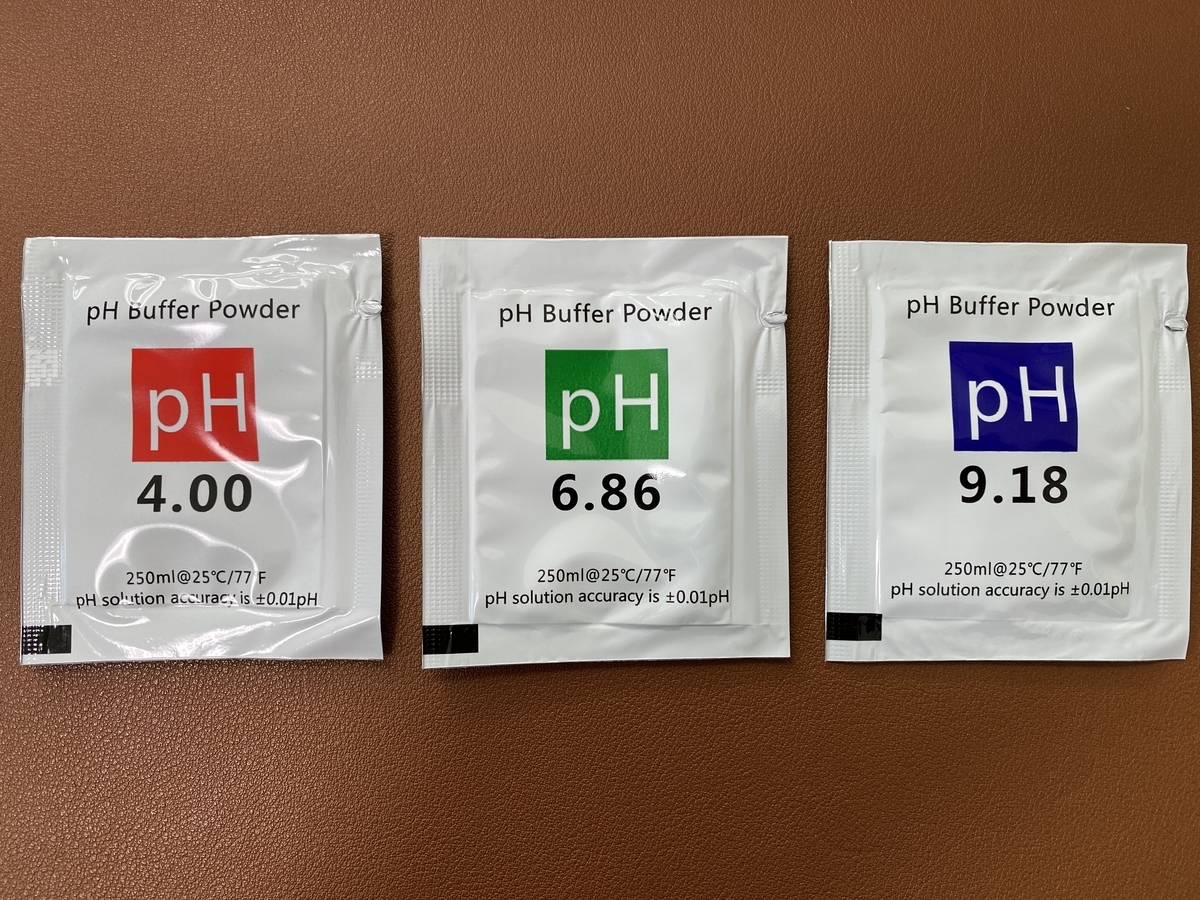 pH Buffer Powder
pH
4.00
250ml@25℃/77℉
pH solution accuracy is ±0.01pH
pH Buffer Powder
pH
6.86
250ml@25℃/77℉
pH solution accuracy is ±0.01pH
pH Buffer Powder
pH
9.18
250ml@25℃/77℉
pH solution accuracy is ±0.01pH